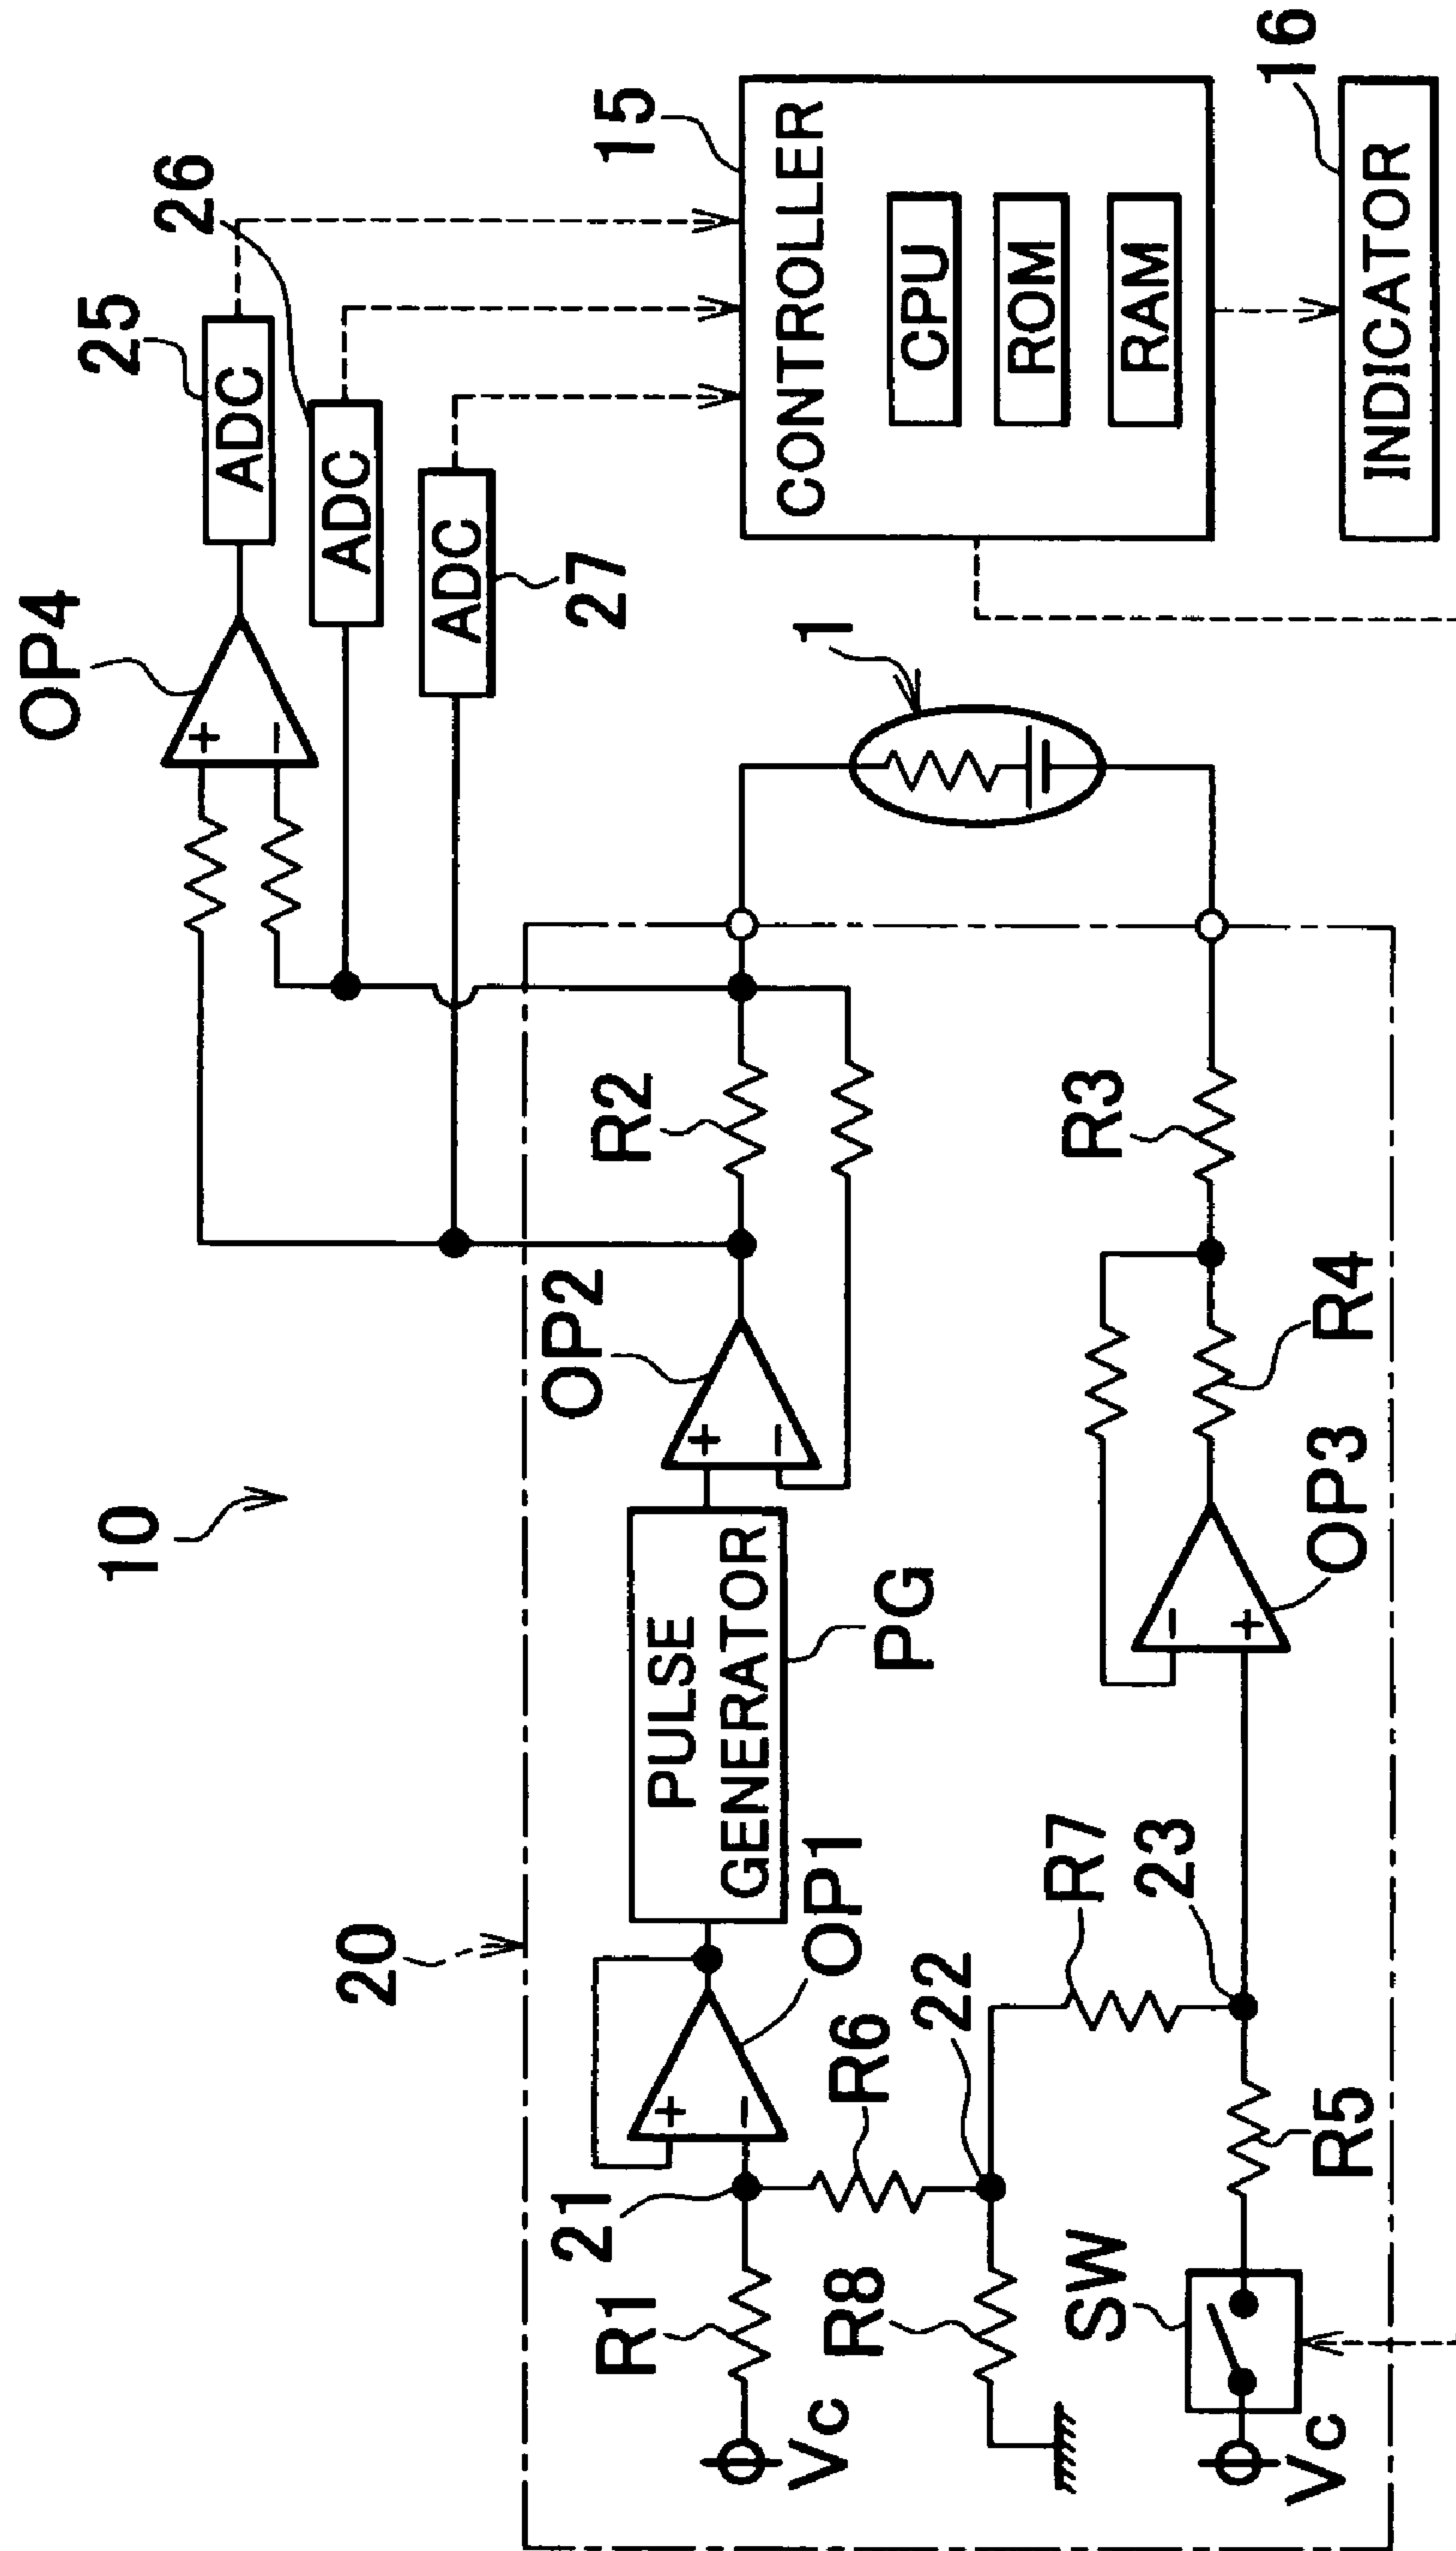 10
OP4
25
26
ADC
ADC
ADC
27
15
CONTROLLER
CPU
ROM
RAM
16
INDICATOR
1
20
21
R1
Vc
OP1
+
−
PULSE
GENERATOR
PG
OP2
+
−
R2
+
−
R6
22
R8
R7
23
SW
Vc
R5
OP3
−
+
R4
R3